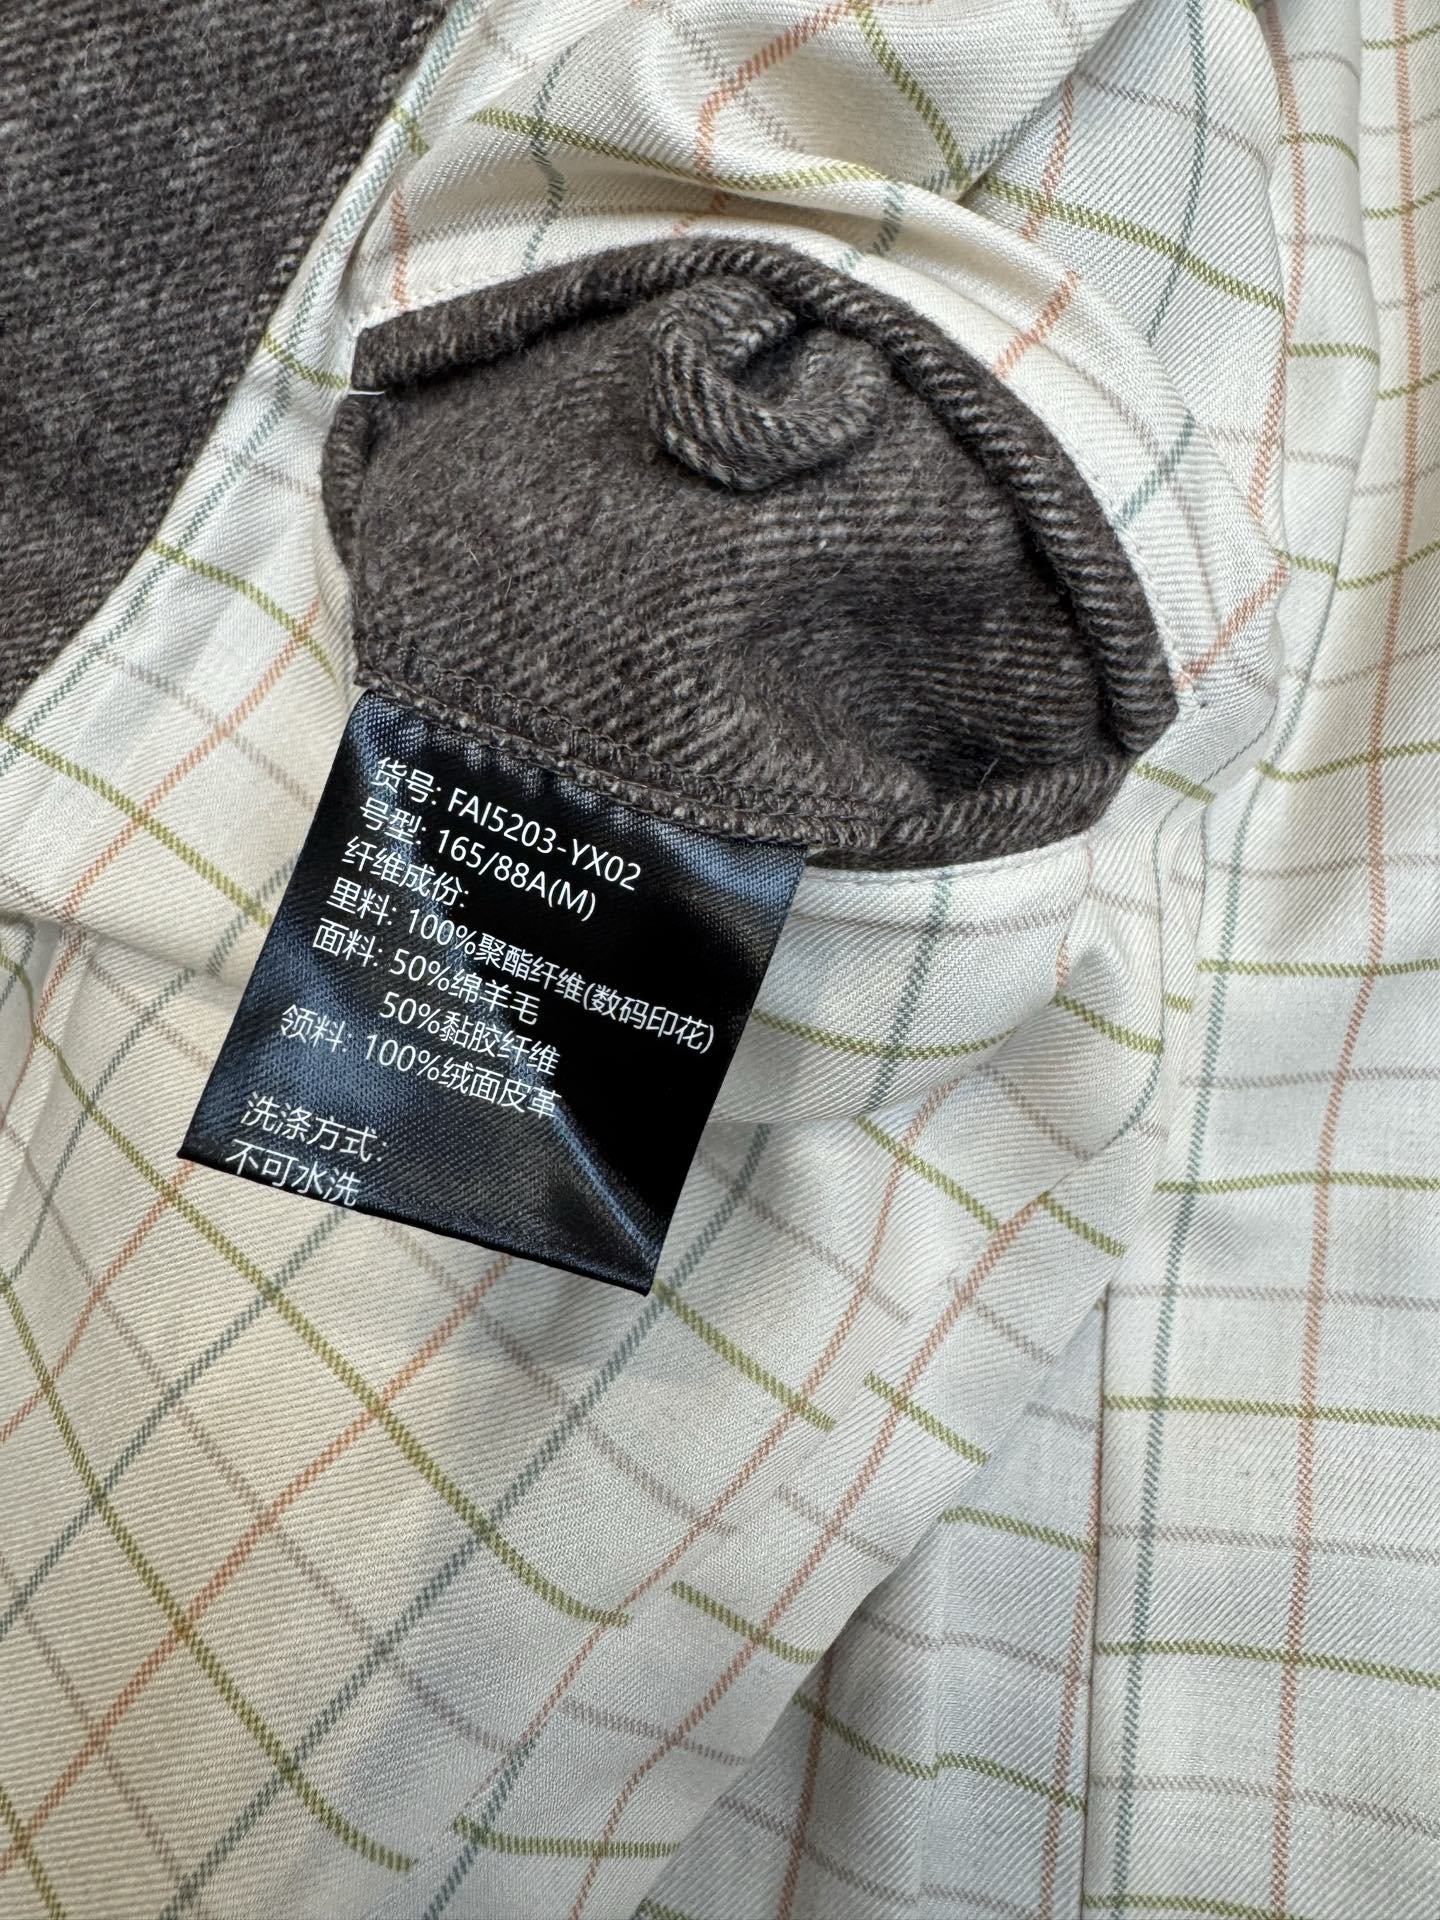 货号: FAI5203-YX02
号型: 165/88A(M)
纤维成份:
里料: 100%聚酯纤维(数码印花)
面料: 50%绵羊毛
50%黏胶纤维
领料: 100%绒面皮革
洗涤方式:
不可水洗